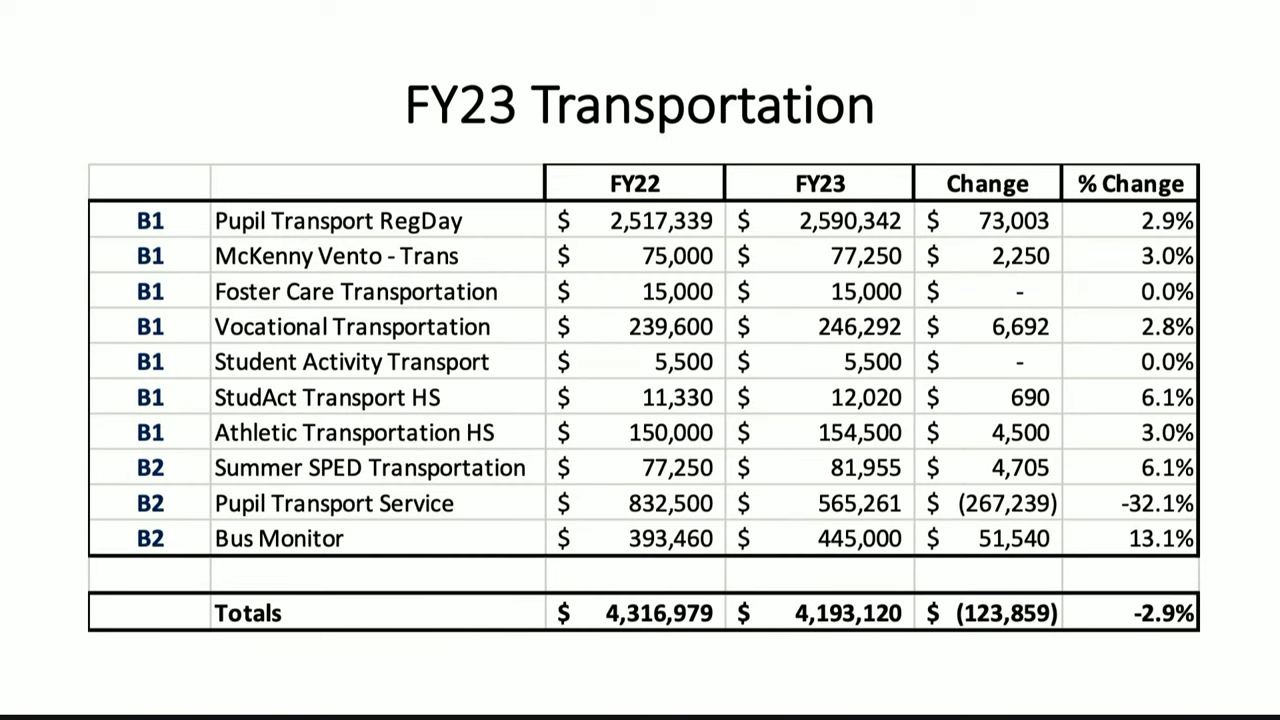 FY23 Transportation
FY22 FY23 Change % Change
B1 Pupil Transport RegDay $ 2,517,339 $ 2,590,342 $ 73,003 2.9%
B1 McKenny Vento - Trans $ 75,000 $ 77,250 $ 2,250 3.0%
B1 Foster Care Transportation $ 15,000 $ 15,000 $ - 0.0%
B1 Vocational Transportation $ 239,600 $ 246,292 $ 6,692 2.8%
B1 Student Activity Transport $ 5,500 $ 5,500 $ - 0.0%
B1 StudAct Transport HS $ 11,330 $ 12,020 $ 690 6.1%
B1 Athletic Transportation HS $ 150,000 $ 154,500 $ 4,500 3.0%
B2 Summer SPED Transportation $ 77,250 $ 81,955 $ 4,705 6.1%
B2 Pupil Transport Service $ 832,500 $ 565,261 $ (267,239) -32.1%
B2 Bus Monitor $ 393,460 $ 445,000 $ 51,540 13.1%
Totals $ 4,316,979 $ 4,193,120 $ (123,859) -2.9%